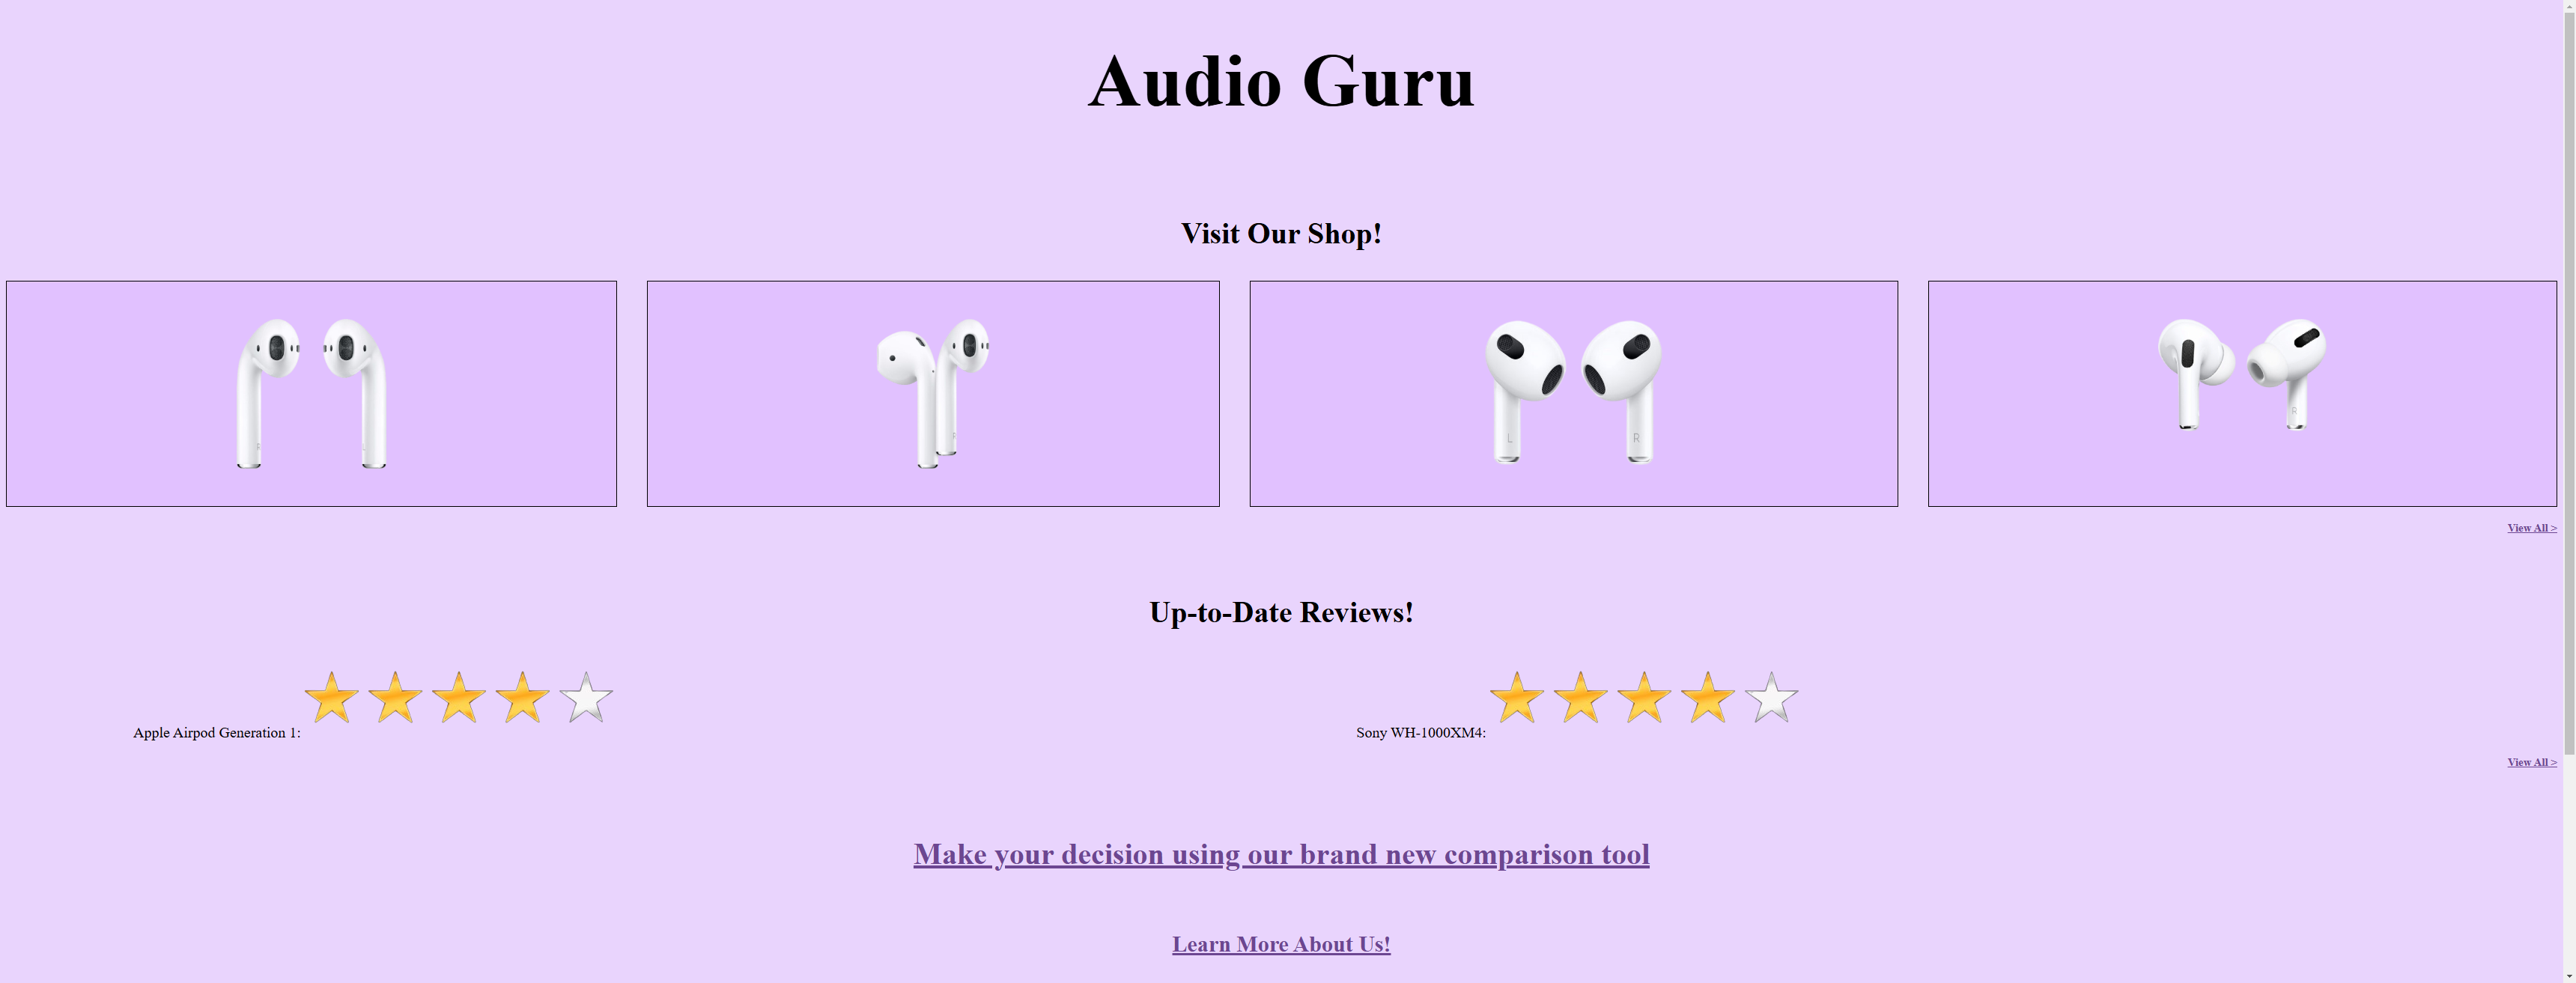 Audio Guru
Visit Our Shop!
L
R
R
View All >
Up-to-Date Reviews!
Apple Airpod Generation 1:
Sony WH-1000XM4:
View All >
Make your decision using our brand new comparison tool
Learn More About Us!